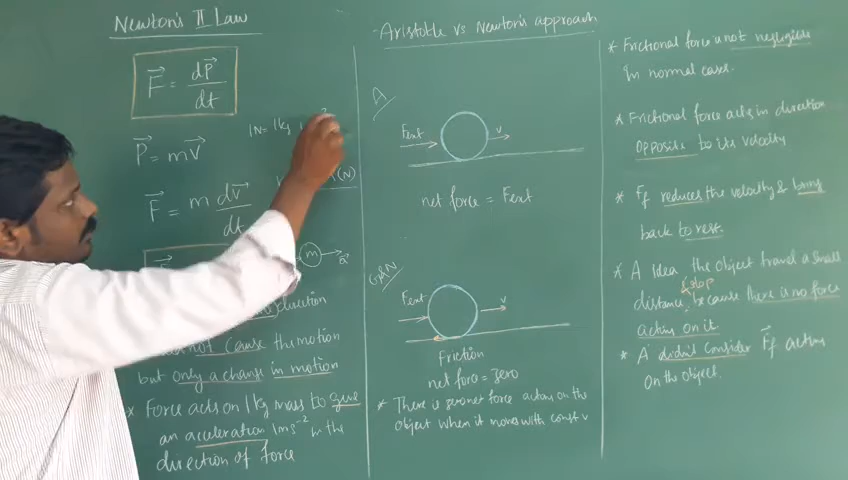 Newton's II Law
F⃗ = dP⃗/dt
1N = 1kg
P⃗ = mv⃗
(N)
F⃗ = m dv⃗/dt
m a⃗
direction
not cause the motion
but only a change in motion
* Force acts on 1kg mass to give
an acceleration 1ms⁻² in the
direction of force
Aristotle vs Newton's approach
A
Fext v
net force = Fext
G&N
Fext v
Friction
net force = zero
* There is zero net force acting on the
object when it moves with const v
* Frictional force is not negligible
in normal case.
* Frictional force acts in direction
opposite to its velocity
* Ff reduces the velocity & bring
back to rest.
* A idea, the object travel a small
& stop
distance, because there is no force
acting on it
* A didn't consider F⃗f acting
on the object.